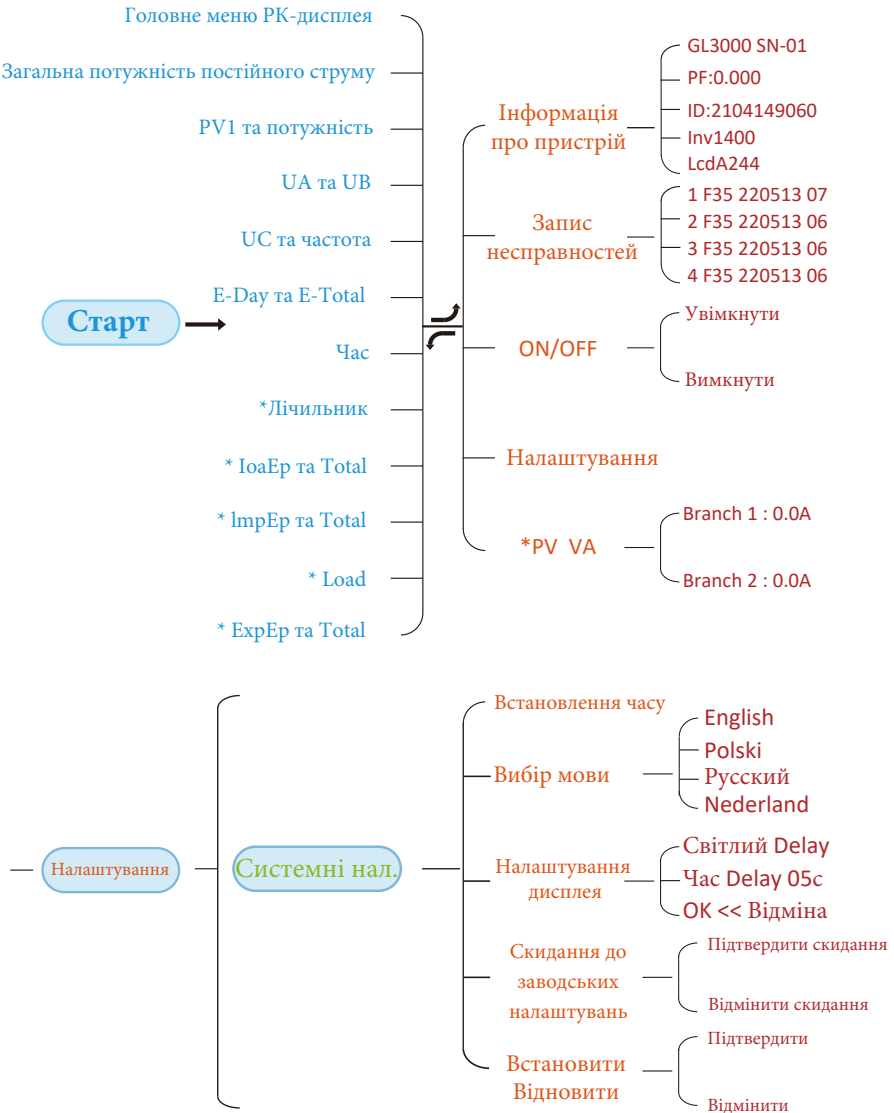 Головне меню РК-дисплея
Загальна потужність постійного струму
PV1 та потужність
UA та UB
UC та частота
E-Day та E-Total
Старт
Час
*Лічильник
* IoaEp та Total
* lmpEp та Total
* Load
* ExpEp та Total
Інформація
про пристрій
GL3000 SN-01
PF:0.000
ID:2104149060
Inv1400
LcdA244
Запис
несправностей
1 F35 220513 07
2 F35 220513 06
3 F35 220513 06
4 F35 220513 06
ON/OFF
Увімкнути
Вимкнути
Налаштування
*PV VA
Branch 1 : 0.0A
Branch 2 : 0.0A
Налаштування
Системні нал.
Встановлення часу
Вибір мови
English
Polski
Русский
Nederland
Налаштування
дисплея
Світлий Delay
Час Delay 05с
OK << Відміна
Скидання до
заводських
налаштувань
Підтвердити скидання
Відмінити скидання
Встановити
Відновити
Підтвердити
Відмінити